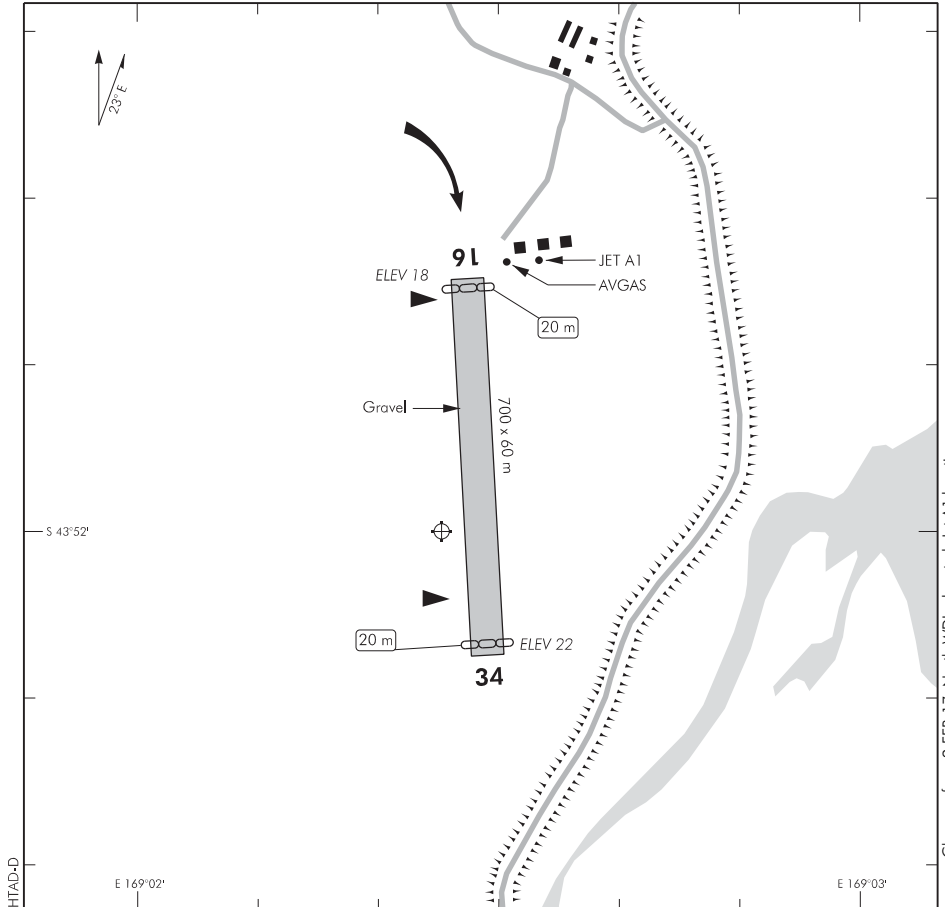 23° E
16
ELEV 18
JET A1
AVGAS
20 m
Gravel
700 x 60 m
S 43°52'
20 m
ELEV 22
34
E 169°02'
E 169°03'
HTAD-D